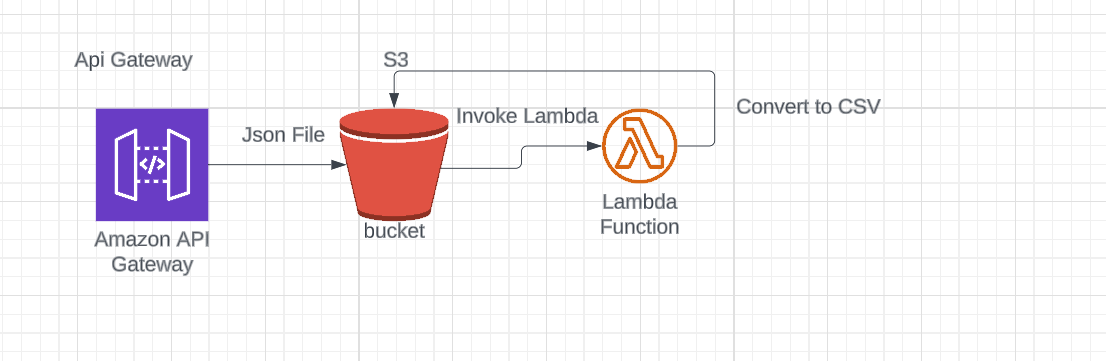 Api Gateway
S3
Convert to CSV
Invoke Lambda
Json File
</>
Lambda
Function
bucket
Amazon API
Gateway